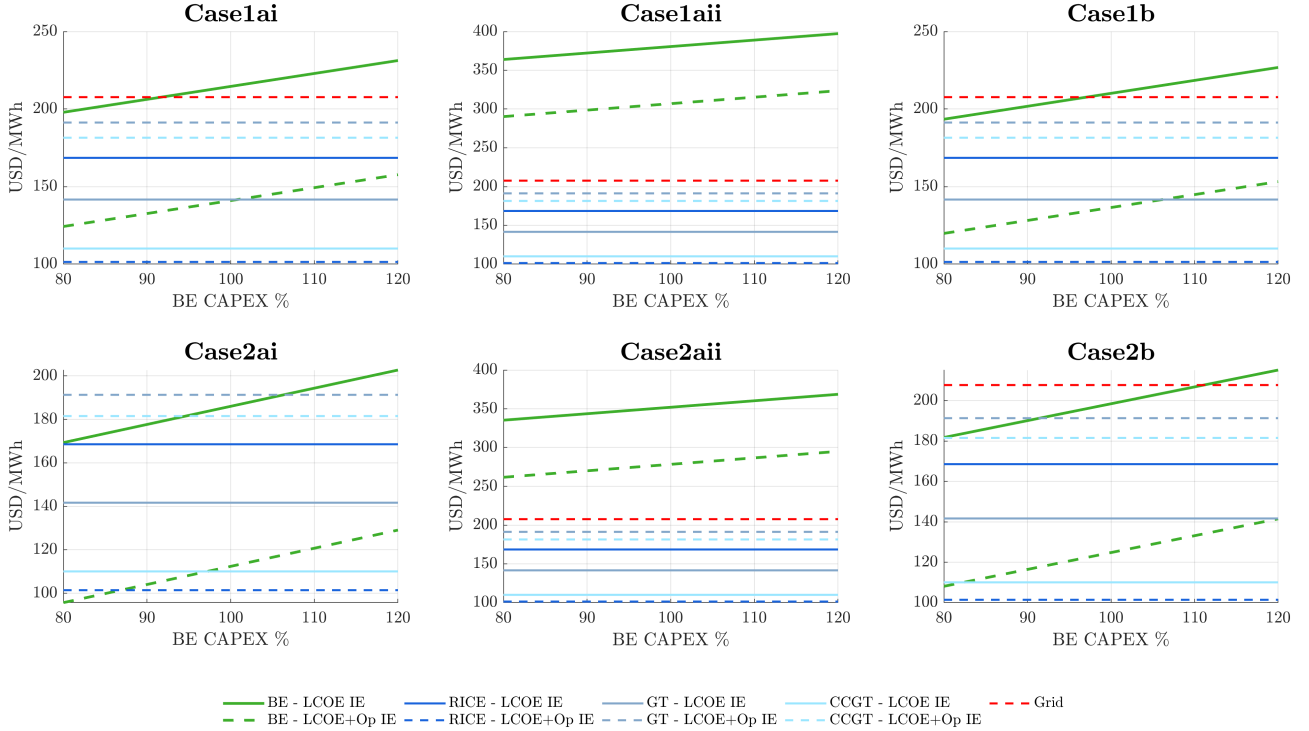 Case1ai
Case1aii
Case1b
250
200
150
100
USD/MWh
80 90 100 110 120
BE CAPEX %
400
350
300
250
200
150
100
USD/MWh
80 90 100 110 120
BE CAPEX %
250
200
150
100
USD/MWh
80 90 100 110 120
BE CAPEX %
Case2ai
Case2aii
Case2b
200
180
160
140
120
100
USD/MWh
80 90 100 110 120
BE CAPEX %
400
350
300
250
200
150
100
USD/MWh
80 90 100 110 120
BE CAPEX %
200
180
160
140
120
100
USD/MWh
80 90 100 110 120
BE CAPEX %
BE - LCOE IE RICE - LCOE IE GT - LCOE IE CCGT - LCOE IE Grid
BE - LCOE+Op IE RICE - LCOE+Op IE GT - LCOE+Op IE CCGT - LCOE+Op IE